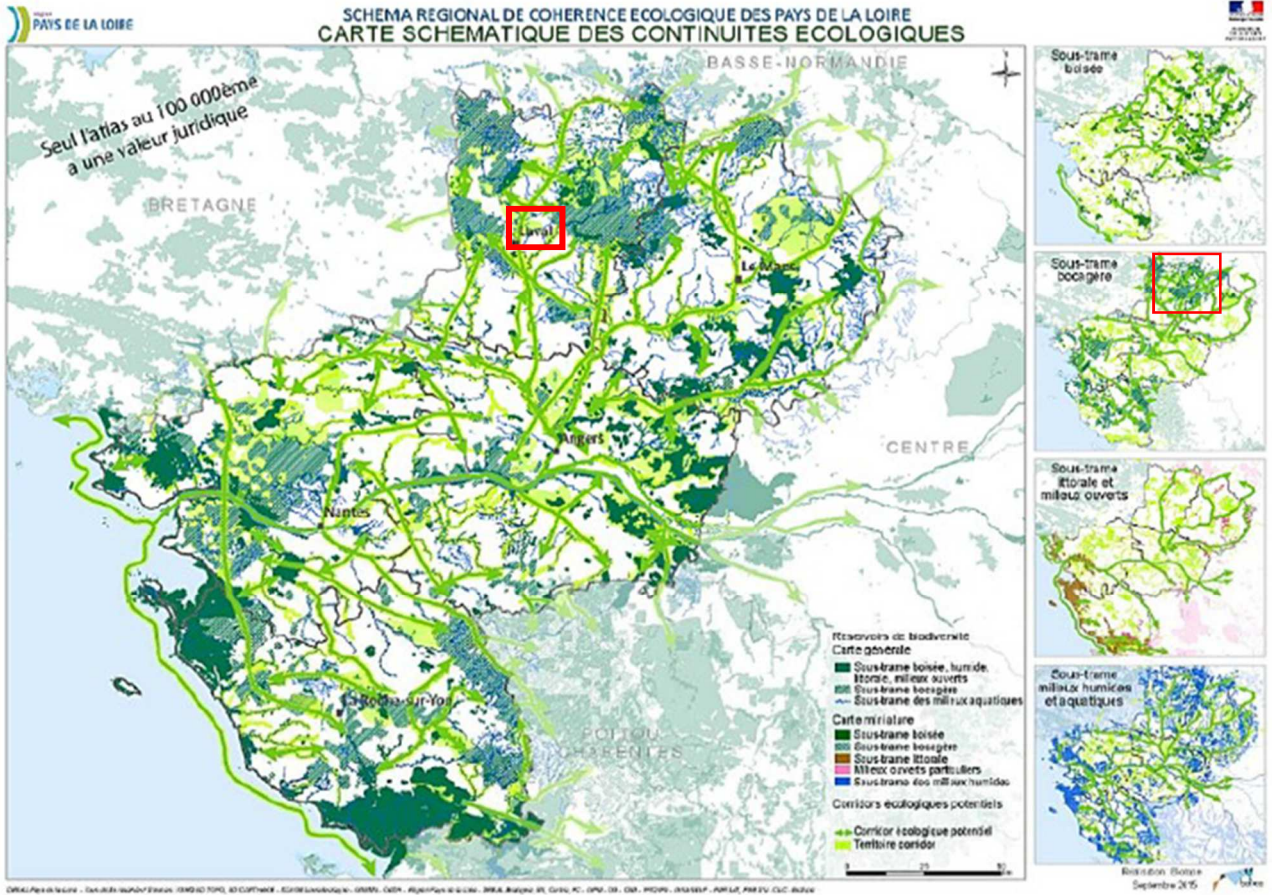 PAYS DE LA LOIRE
SCHEMA REGIONAL DE COHERENCE ECOLOGIQUE DES PAYS DE LA LOIRE
CARTE SCHEMATIQUE DES CONTINUITES ECOLOGIQUES
Seul l'atlas au 100 000ème
a une valeur juridique
BASSE-NORMANDIE
BRETAGNE
Laval
Le Mans
Angers
CENTRE
Nantes
La Roche-sur-Yon
POITOU
CHARENTES
Sous-trame
boisée
Sous-trame
bocagère
Sous-trame
littorale et
milieux ouverts
Sous-trame
milieux humides
et aquatiques
Réservoirs de biodiversité
Carte générale
Sous-trame boisée, humide,
littorale, milieux ouverts
Sous-trame bocagère
Sous-trame des milieux aquatiques
Carte miniature
Sous-trame boisée
Sous-trame bocagère
Sous-trame littorale
Milieux ouverts particuliers
Sous-trame des milieux humides
Corridors écologiques potentiels
Corridor écologique potentiel
Territoire corridor
0 25 50
Réalisation : Biotope
Septembre 2015